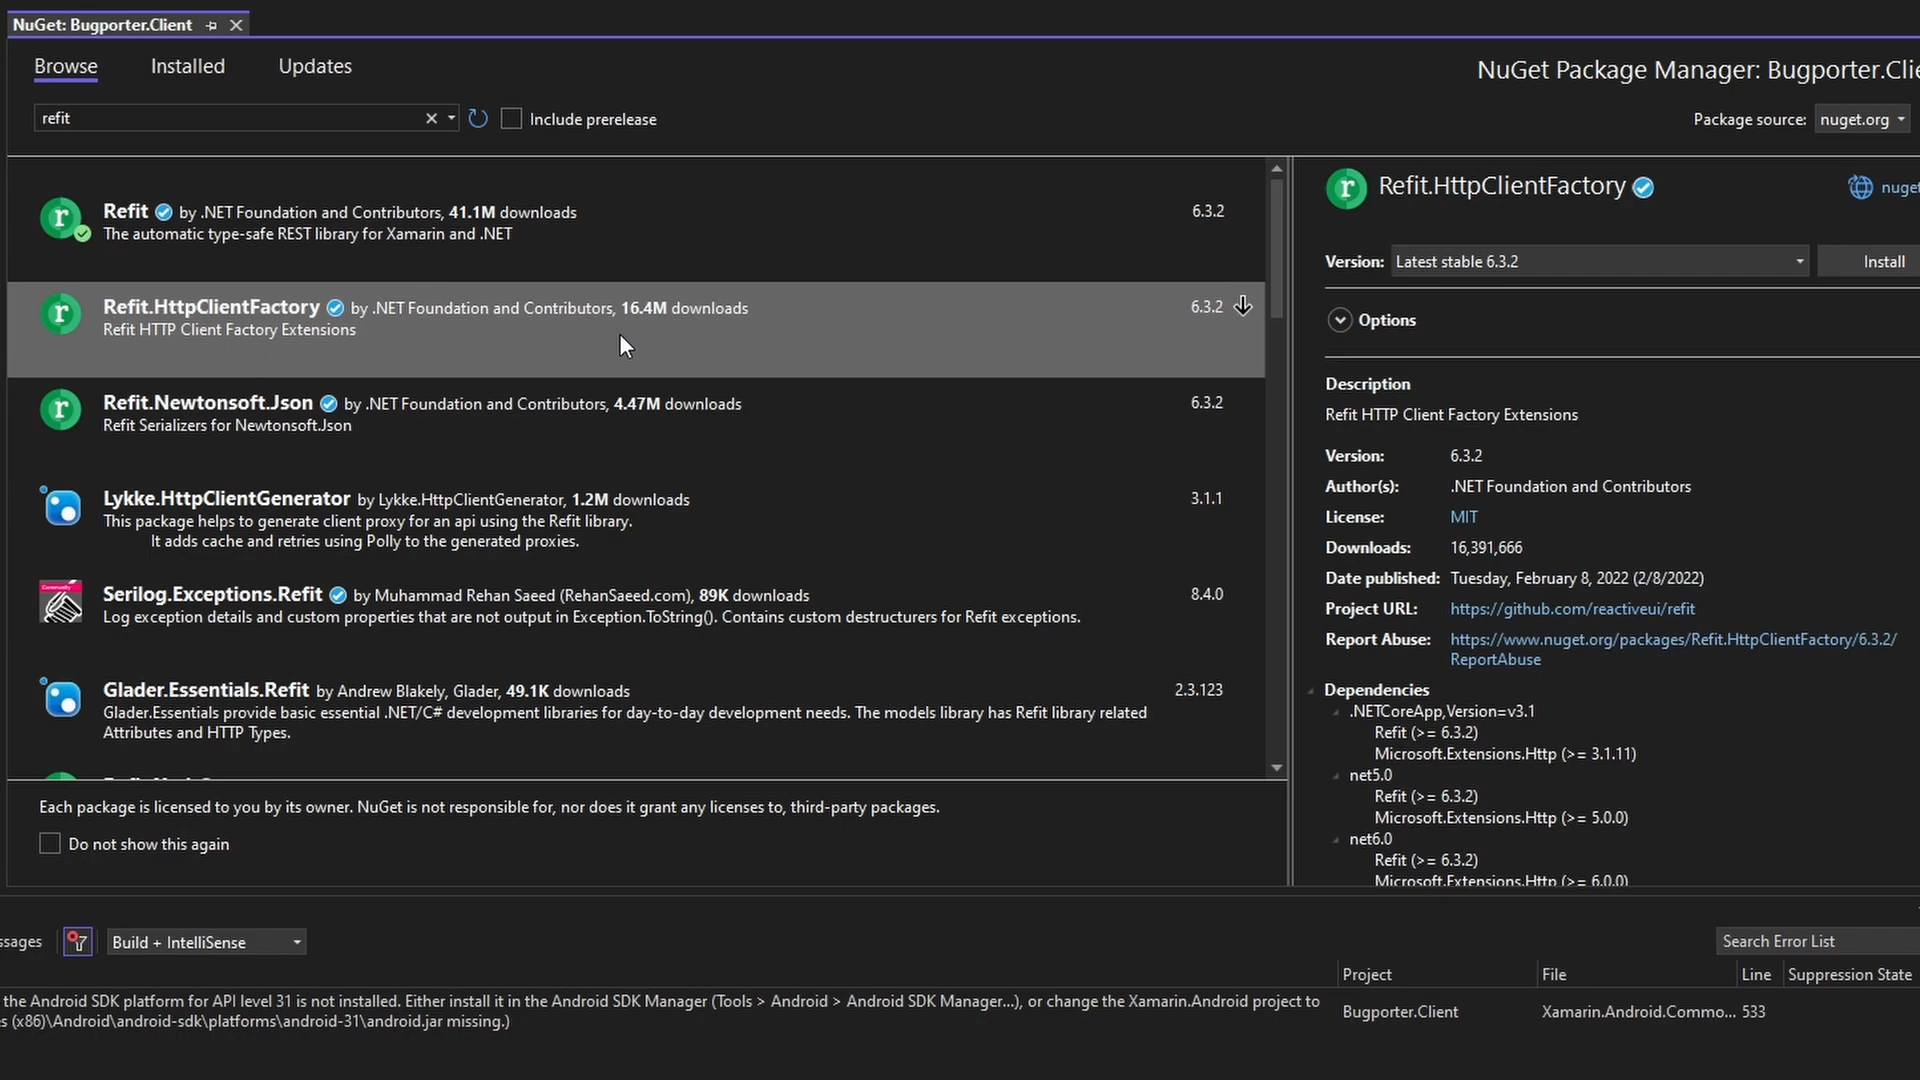 NuGet: Bugporter.Client
Browse
Installed
Updates
NuGet Package Manager: Bugporter.Clie
refit
Include prerelease
Package source:
nuget.org
Refit by .NET Foundation and Contributors, 41.1M downloads
6.3.2
The automatic type-safe REST library for Xamarin and .NET
Refit.HttpClientFactory by .NET Foundation and Contributors, 16.4M downloads
6.3.2
Refit HTTP Client Factory Extensions
Refit.Newtonsoft.Json by .NET Foundation and Contributors, 4.47M downloads
6.3.2
Refit Serializers for Newtonsoft.Json
Lykke.HttpClientGenerator by Lykke.HttpClientGenerator, 1.2M downloads
3.1.1
This package helps to generate client proxy for an api using the Refit library.
It adds cache and retries using Polly to the generated proxies.
Serilog.Exceptions.Refit by Muhammad Rehan Saeed (RehanSaeed.com), 89K downloads
8.4.0
Log exception details and custom properties that are not output in Exception.ToString(). Contains custom destructurers for Refit exceptions.
Glader.Essentials.Refit by Andrew Blakely, Glader, 49.1K downloads
2.3.123
Glader.Essentials provide basic essential .NET/C# development libraries for day-to-day development needs. The models library has Refit library related
Attributes and HTTP Types.
Each package is licensed to you by its owner. NuGet is not responsible for, nor does it grant any licenses to, third-party packages.
Do not show this again
Refit.HttpClientFactory
nuget
Version:
Latest stable 6.3.2
Install
Options
Description
Refit HTTP Client Factory Extensions
Version: 6.3.2
Author(s): .NET Foundation and Contributors
License: MIT
Downloads: 16,391,666
Date published: Tuesday, February 8, 2022 (2/8/2022)
Project URL: https://github.com/reactiveui/refit
Report Abuse: https://www.nuget.org/packages/Refit.HttpClientFactory/6.3.2/
ReportAbuse
Dependencies
.NETCoreApp,Version=v3.1
Refit (>= 6.3.2)
Microsoft.Extensions.Http (>= 3.1.11)
net5.0
Refit (>= 6.3.2)
Microsoft.Extensions.Http (>= 5.0.0)
net6.0
Refit (>= 6.3.2)
Microsoft.Extensions.Http (>= 6.0.0)
ssages
Build + IntelliSense
Search Error List
Project
File
Line
Suppression State
the Android SDK platform for API level 31 is not installed. Either install it in the Android SDK Manager (Tools > Android > Android SDK Manager...), or change the Xamarin.Android project to
s (x86)\Android\android-sdk\platforms\android-31\android.jar missing.)
Bugporter.Client
Xamarin.Android.Commo...
533